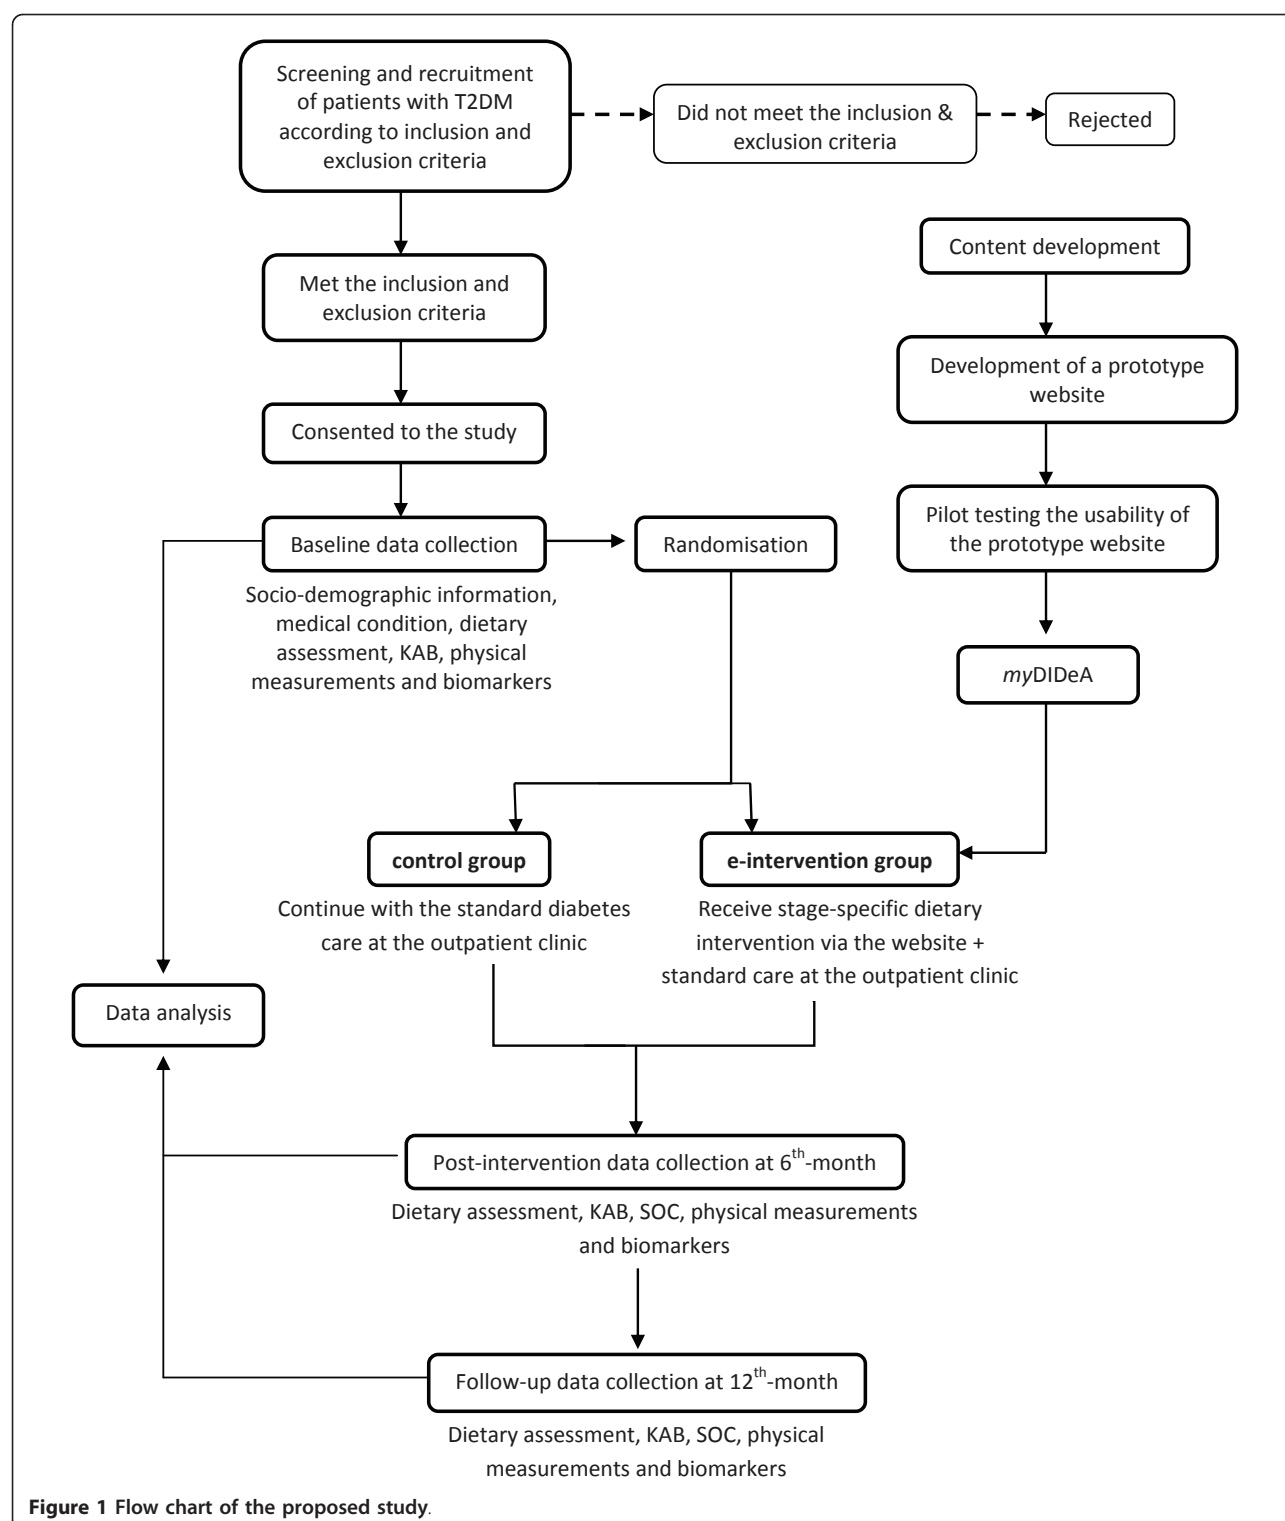 Screening and recruitment
of patients with T2DM
according to inclusion and
exclusion criteria
Did not meet the inclusion &
exclusion criteria
Rejected
Met the inclusion and
exclusion criteria
Consented to the study
Baseline data collection
Socio-demographic information,
medical condition, dietary
assessment, KAB, physical
measurements and biomarkers
Randomisation
Content development
Development of a prototype
website
Pilot testing the usability of
the prototype website
myDIDeA
control group
Continue with the standard diabetes
care at the outpatient clinic
e-intervention group
Receive stage-specific dietary
intervention via the website +
standard care at the outpatient clinic
Data analysis
Post-intervention data collection at 6th-month
Dietary assessment, KAB, SOC, physical measurements
and biomarkers
Follow-up data collection at 12th-month
Dietary assessment, KAB, SOC, physical
measurements and biomarkers
Figure 1 Flow chart of the proposed study.